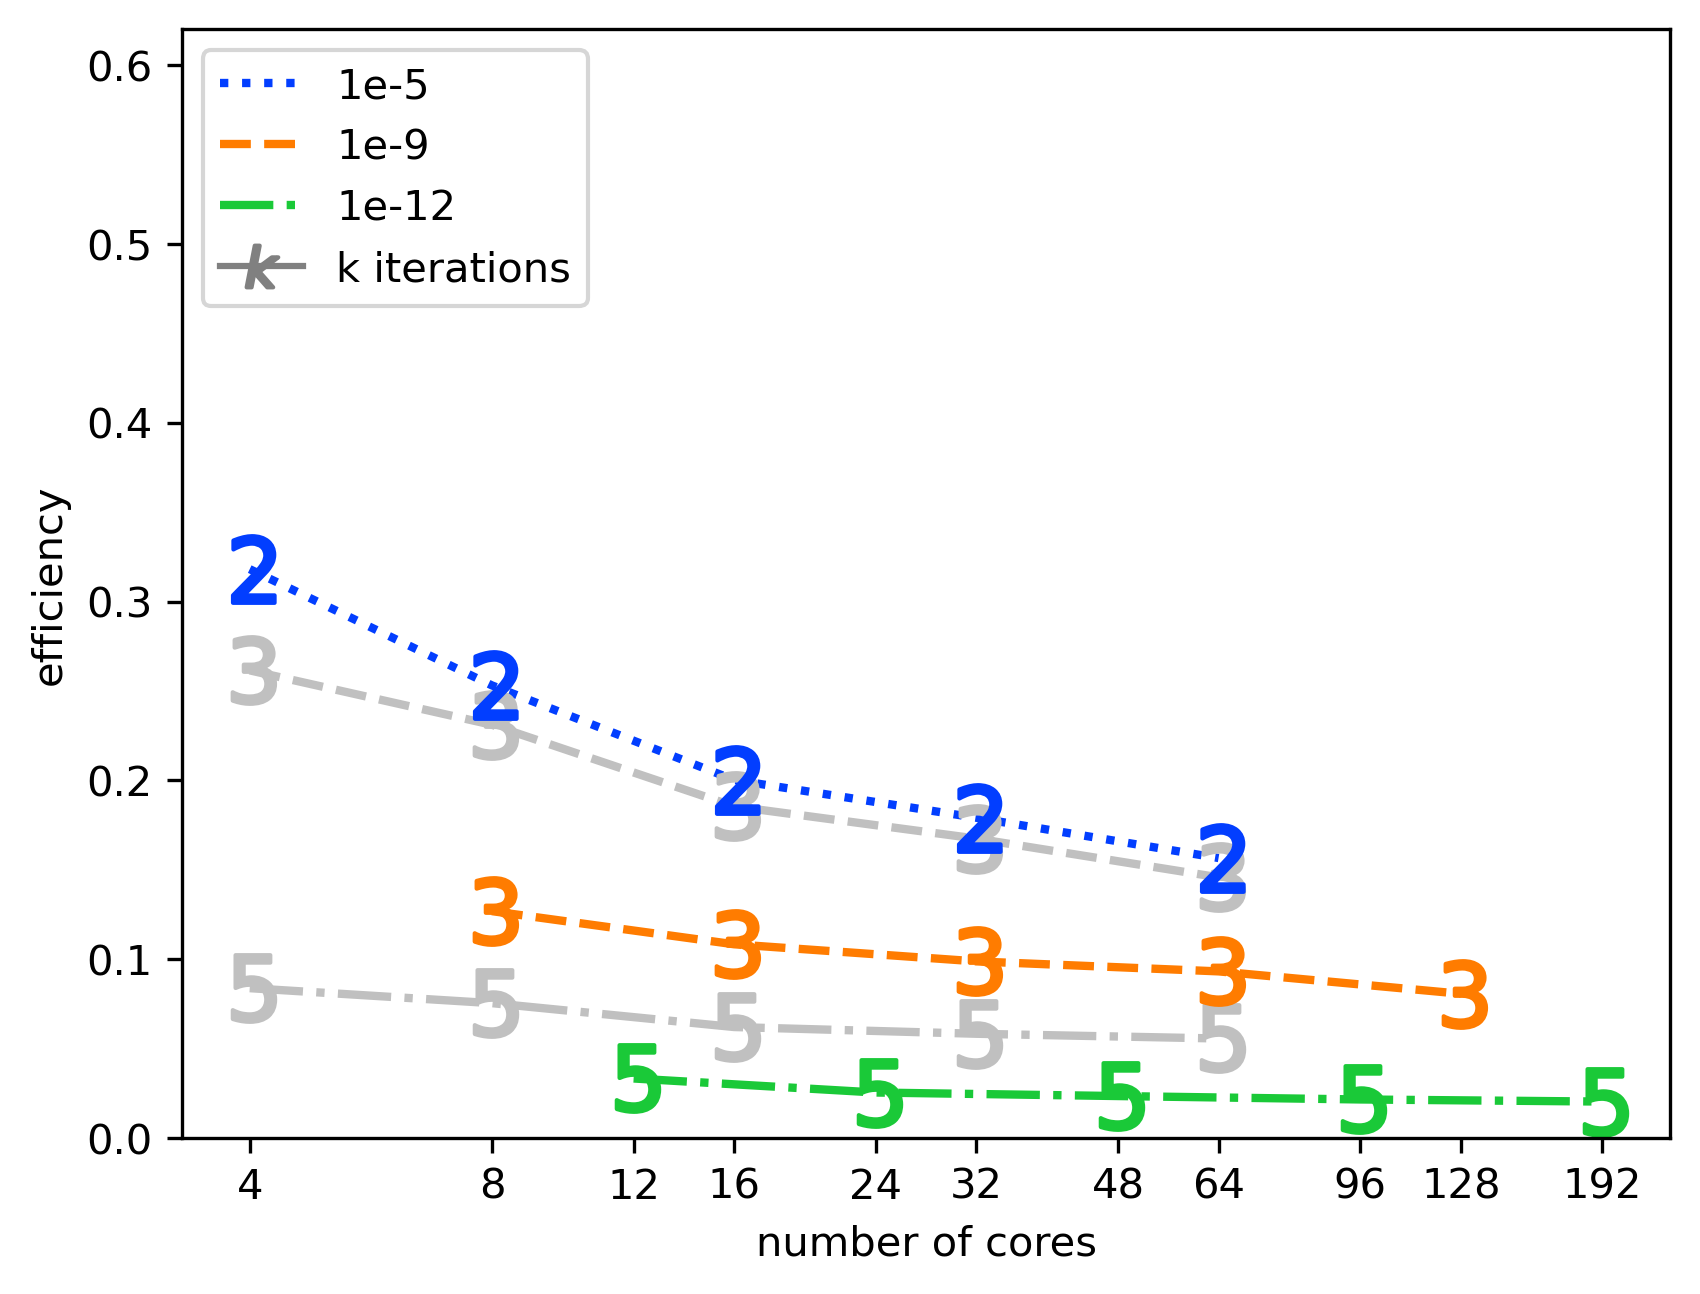 1e-5
1e-9
1e-12
k k iterations
0.6
0.5
0.4
0.3
0.2
0.1
0.0
efficiency
2 2 2 2 2
3 3 3 3 3
3 3 3 3 3
5 5 5 5 5
5 5 5 5 5
4 8 12 16 24 32 48 64 96 128 192
number of cores